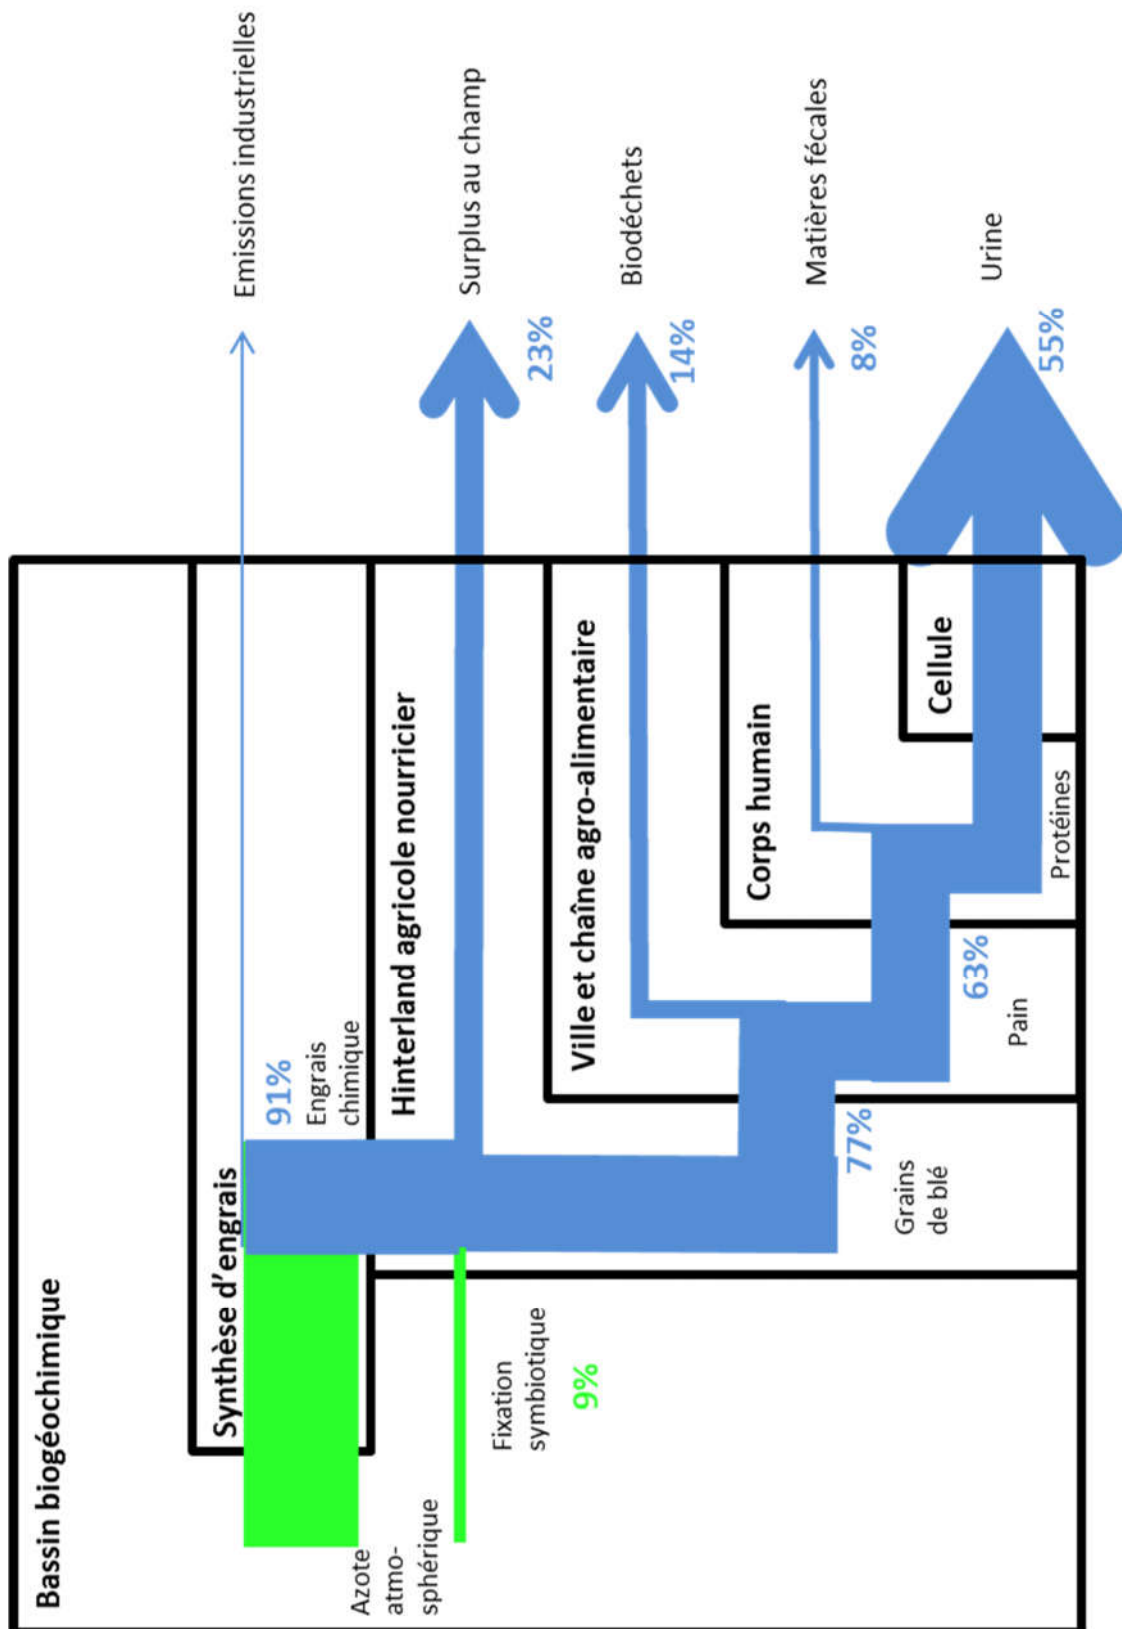 Bassin biogéochimique
Synthèse d'engrais
Azote
atmo-
sphérique
91%
Engrais
chimique
Emissions industrielles
Hinterland agricole nourricier
Fixation
symbiotique
9%
Surplus au champ
23%
Ville et chaîne agro-alimentaire
Biodéchets
14%
77%
Grains
de blé
Corps humain
Matières fécales
8%
63%
Pain
Cellule
Protéines
Urine
55%